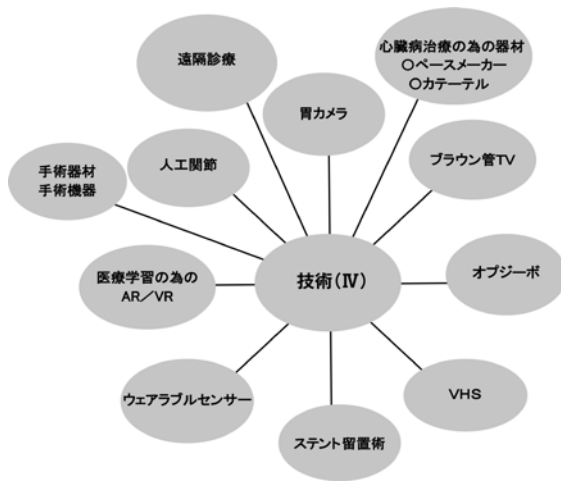 心臓病治療の為の器材
○ペースメーカー
○カテーテル
遠隔診療
胃カメラ
人工関節
ブラウン管TV
手術器材
手術機器
技術(Ⅳ)
オプジーボ
医療学習の為の
AR／VR
ウェアラブルセンサー
VHS
ステント留置術